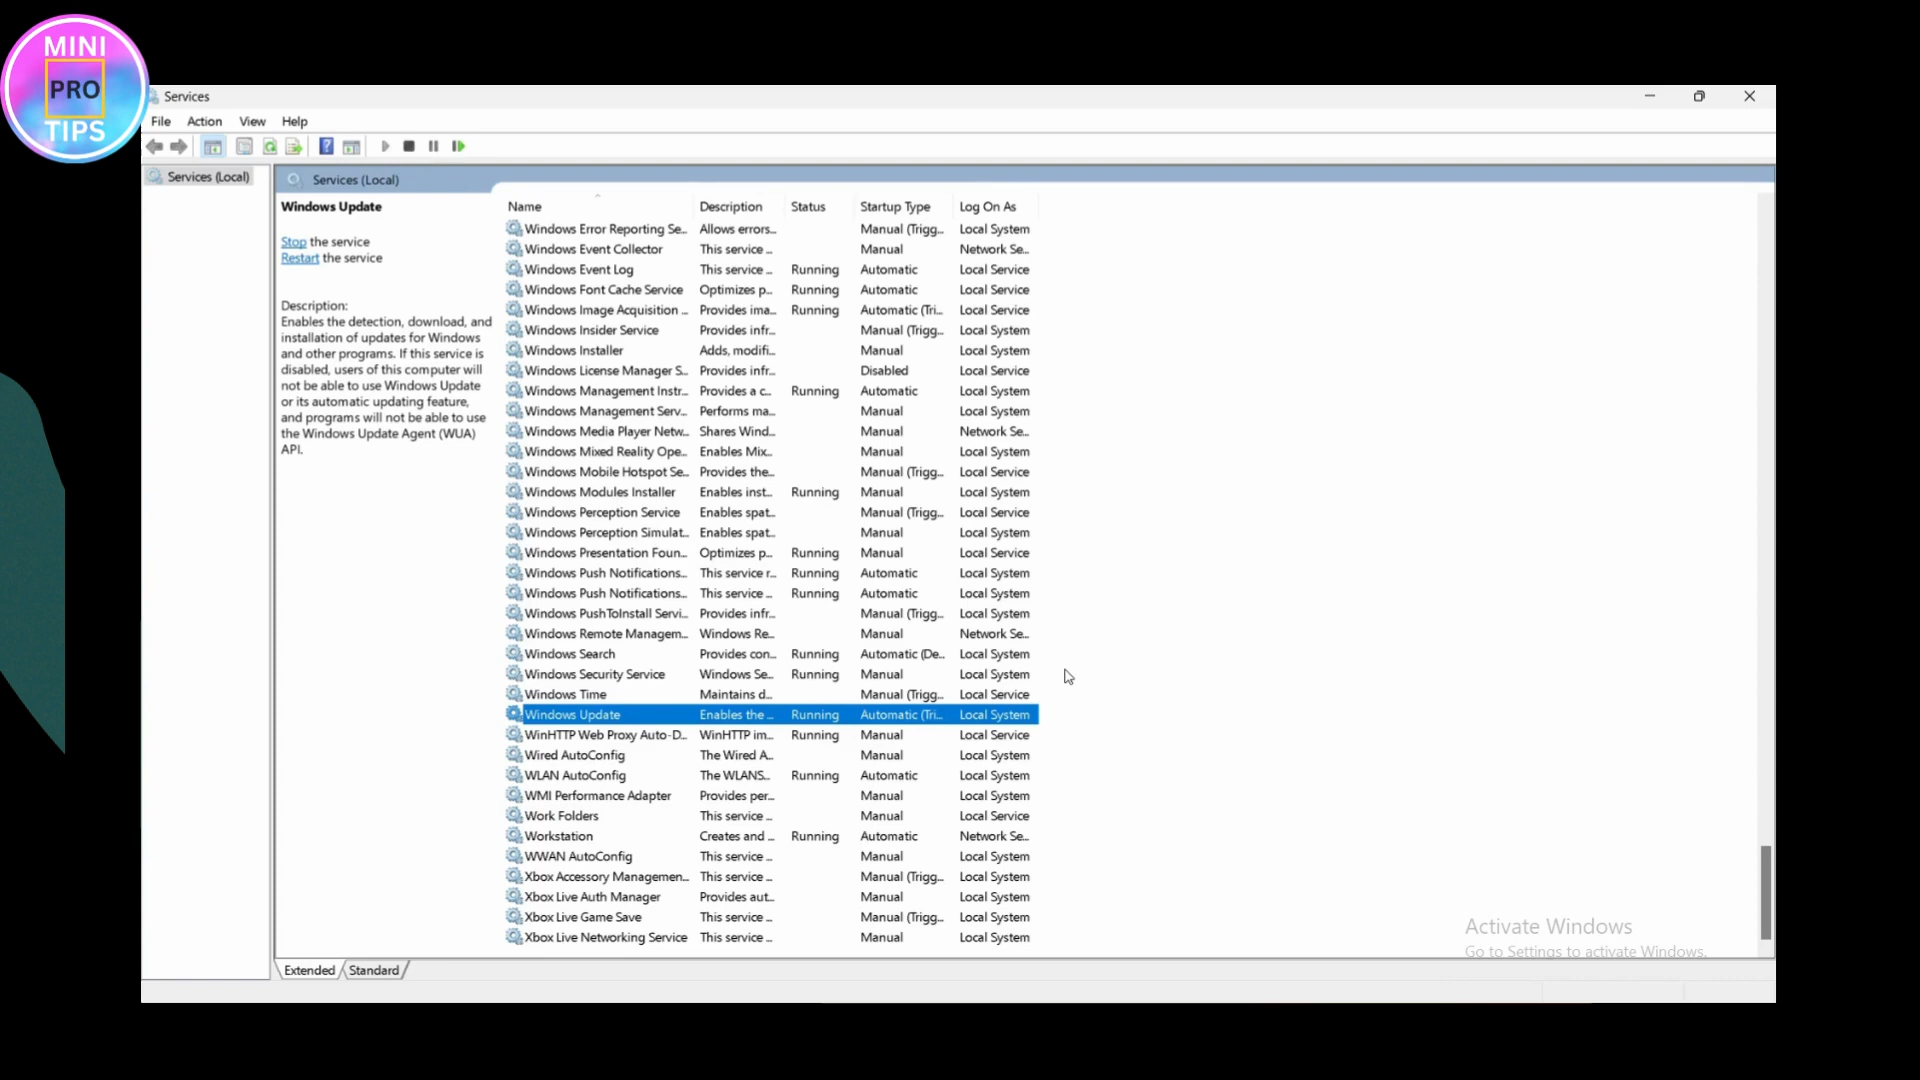 MINI
PRO
TIPS
Services
File Action View Help
Services (Local)
Services (Local)
Windows Update
Stop the service
Restart the service
Description:
Enables the detection, download, and
installation of updates for Windows
and other programs. If this service is
disabled, users of this computer will
not be able to use Windows Update
or its automatic updating feature,
and programs will not be able to use
the Windows Update Agent (WUA)
API.
Name Description Status Startup Type Log On As
Windows Error Reporting Se... Allows errors... Manual (Trigg... Local System
Windows Event Collector This service ... Manual Network Se...
Windows Event Log This service ... Running Automatic Local Service
Windows Font Cache Service Optimizes p... Running Automatic Local Service
Windows Image Acquisition ... Provides ima... Running Automatic (Tri... Local Service
Windows Insider Service Provides infr... Manual (Trigg... Local System
Windows Installer Adds, modifi... Manual Local System
Windows License Manager S... Provides infr... Disabled Local Service
Windows Management Instr... Provides a c... Running Automatic Local System
Windows Management Serv... Performs ma... Manual Local System
Windows Media Player Netw... Shares Wind... Manual Network Se...
Windows Mixed Reality Ope... Enables Mix... Manual Local System
Windows Mobile Hotspot Se... Provides the... Manual (Trigg... Local Service
Windows Modules Installer Enables inst... Running Manual Local System
Windows Perception Service Enables spat... Manual (Trigg... Local Service
Windows Perception Simulat... Enables spat... Manual Local System
Windows Presentation Foun... Optimizes p... Running Manual Local Service
Windows Push Notifications... This service r... Running Automatic Local System
Windows Push Notifications... This service ... Running Automatic Local System
Windows PushToInstall Servi... Provides infr... Manual (Trigg... Local System
Windows Remote Managem... Windows Re... Manual Network Se...
Windows Search Provides con... Running Automatic (De... Local System
Windows Security Service Windows Se... Running Manual Local System
Windows Time Maintains d... Manual (Trigg... Local Service
Windows Update Enables the ... Running Automatic (Tri... Local System
WinHTTP Web Proxy Auto-D... WinHTTP im... Running Manual Local Service
Wired AutoConfig The Wired A... Manual Local System
WLAN AutoConfig The WLANS... Running Automatic Local System
WMI Performance Adapter Provides per... Manual Local System
Work Folders This service ... Manual Local Service
Workstation Creates and ... Running Automatic Network Se...
WWAN AutoConfig This service ... Manual Local System
Xbox Accessory Managemen... This service ... Manual (Trigg... Local System
Xbox Live Auth Manager Provides aut... Manual Local System
Xbox Live Game Save This service ... Manual (Trigg... Local System
Xbox Live Networking Service This service ... Manual Local System
Activate Windows
Go to Settings to activate Windows.
Extended Standard